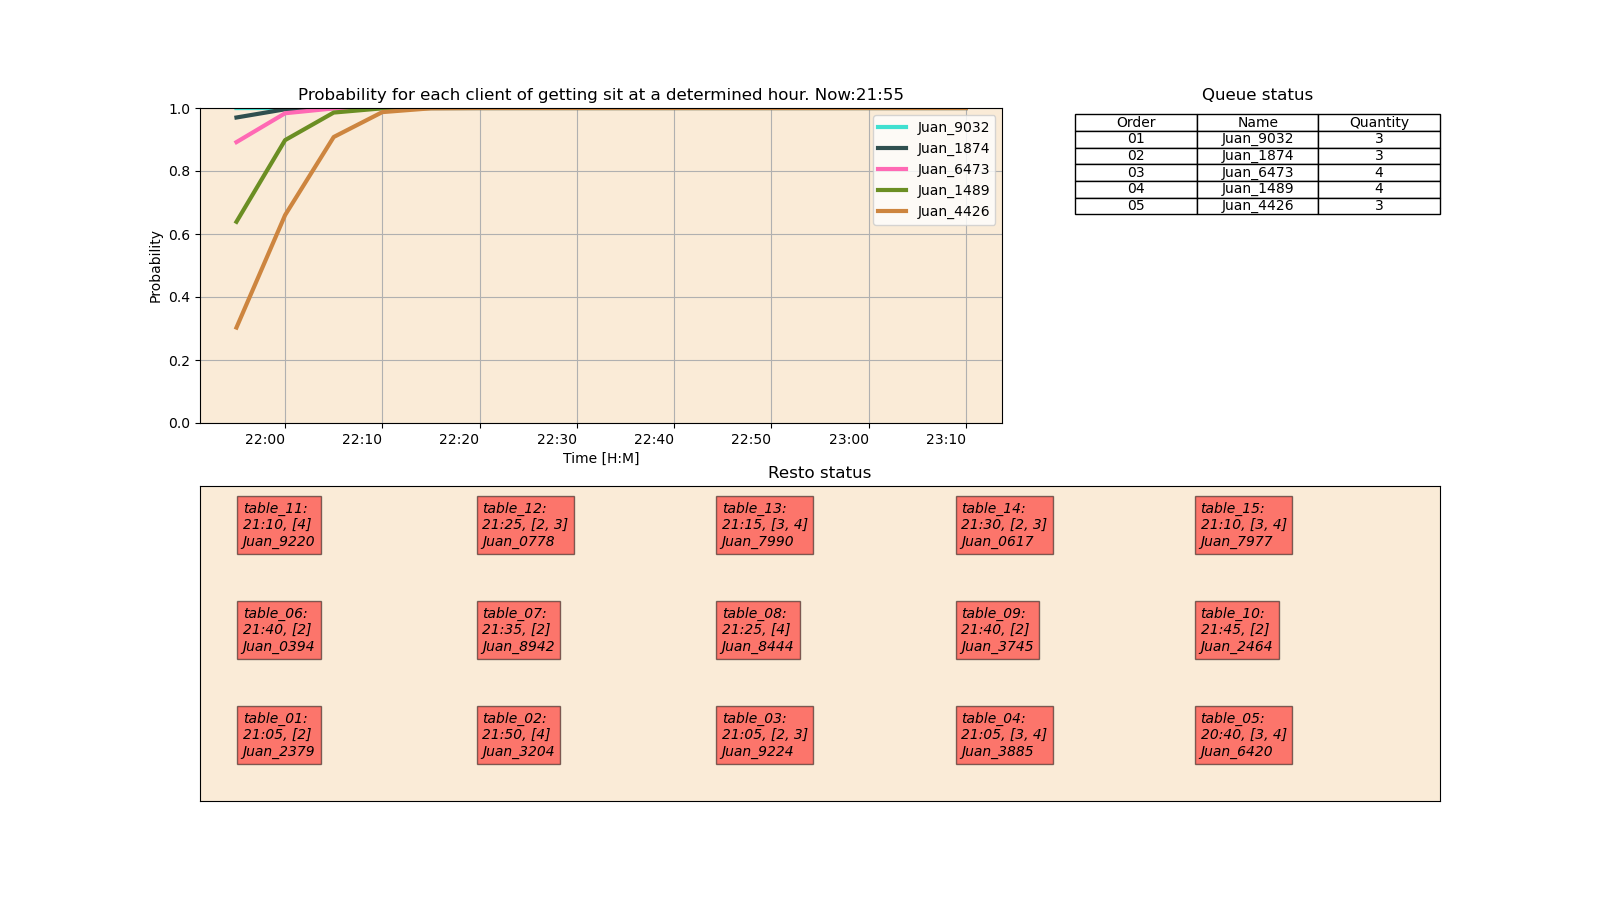 Probability for each client of getting sit at a determined hour. Now:21:55
1.0
0.8
0.6
0.4
0.2
0.0
Probability
22:00 22:10 22:20 22:30 22:40 22:50 23:00 23:10
Time [H:M]
Juan_9032
Juan_1874
Juan_6473
Juan_1489
Juan_4426
Queue status
Order Name Quantity
01 Juan_9032 3
02 Juan_1874 3
03 Juan_6473 4
04 Juan_1489 4
05 Juan_4426 3
Resto status
table_11:
21:10, [4]
Juan_9220
table_12:
21:25, [2, 3]
Juan_0778
table_13:
21:15, [3, 4]
Juan_7990
table_14:
21:30, [2, 3]
Juan_0617
table_15:
21:10, [3, 4]
Juan_7977
table_06:
21:40, [2]
Juan_0394
table_07:
21:35, [2]
Juan_8942
table_08:
21:25, [4]
Juan_8444
table_09:
21:40, [2]
Juan_3745
table_10:
21:45, [2]
Juan_2464
table_01:
21:05, [2]
Juan_2379
table_02:
21:50, [4]
Juan_3204
table_03:
21:05, [2, 3]
Juan_9224
table_04:
21:05, [3, 4]
Juan_3885
table_05:
20:40, [3, 4]
Juan_6420